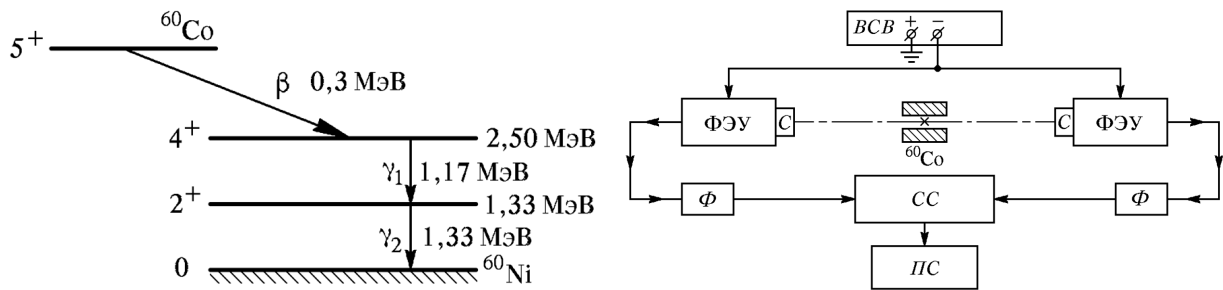 ⁶⁰Co
5⁺
β 0,3 МэВ
4⁺ 2,50 МэВ
γ₁ 1,17 МэВ
2⁺ 1,33 МэВ
γ₂ 1,33 МэВ
0 ⁶⁰Ni
ВСВ + −
ФЭУ С С ФЭУ
⁶⁰Co
Ф СС Ф
ПС